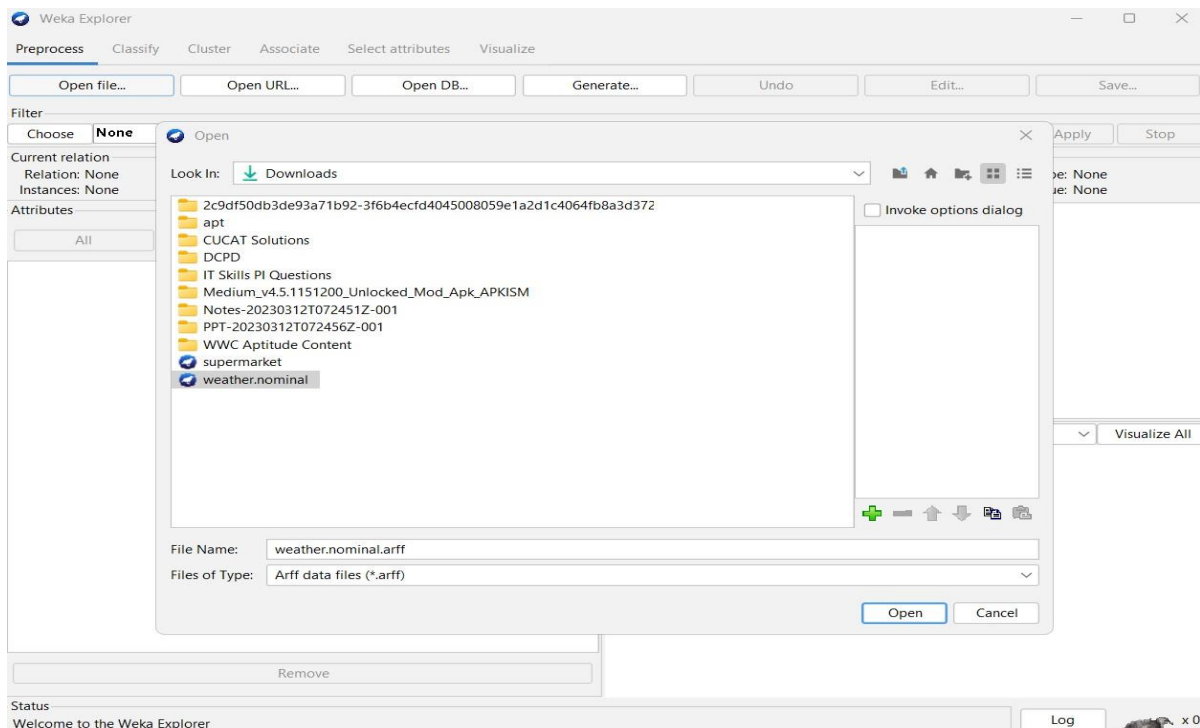 Weka Explorer
Preprocess Classify Cluster Associate Select attributes Visualize
Open file... Open URL... Open DB... Generate... Undo Edit... Save...
Filter
Choose None Apply Stop
Open
Current relation
Relation: None
Instances: None
pe: None
ue: None
Look In: Downloads
Attributes
All
2c9df50db3de93a71b92-3f6b4ecfd4045008059e1a2d1c4064fb8a3d372
apt
CUCAT Solutions
DCPD
IT Skills PI Questions
Medium_v4.5.1151200_Unlocked_Mod_Apk_APKISM
Notes-20230312T072451Z-001
PPT-20230312T072456Z-001
WWC Aptitude Content
supermarket
weather.nominal
Invoke options dialog
Visualize All
File Name: weather.nominal.arff
Files of Type: Arff data files (*.arff)
Open Cancel
Remove
Status
Welcome to the Weka Explorer
Log x 0